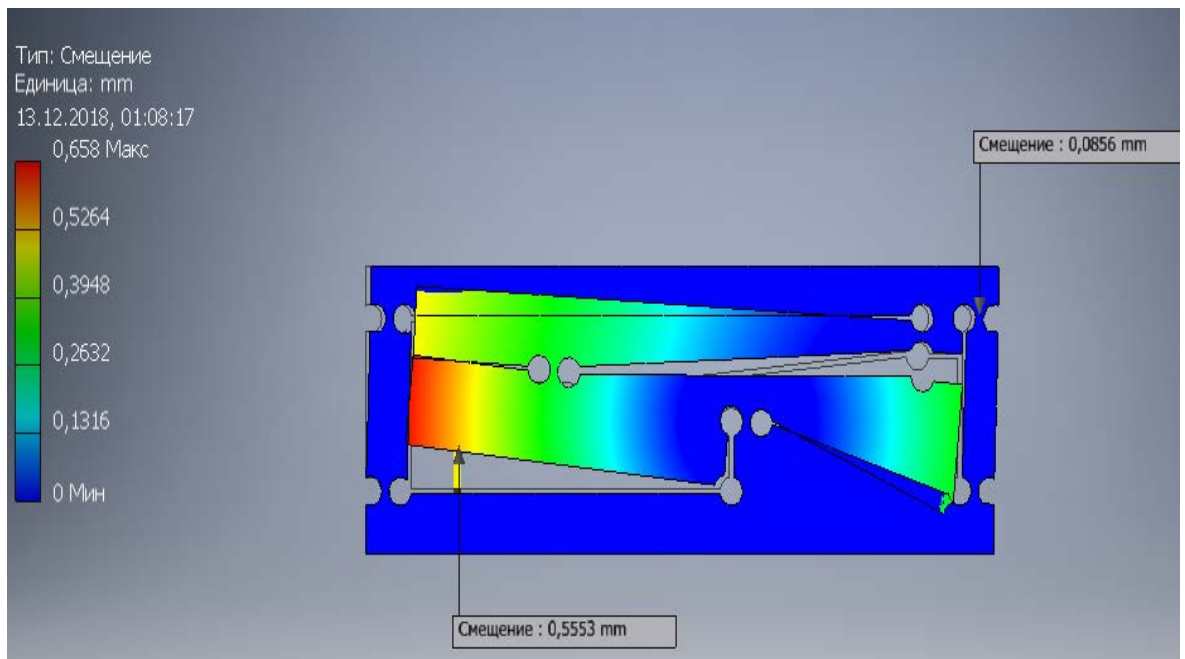 Тип: Смещение
Единица: mm
13.12.2018, 01:08:17
0,658 Макс
0,5264
0,3948
0,2632
0,1316
0 Мин
Смещение : 0,0856 mm
Смещение : 0,5553 mm